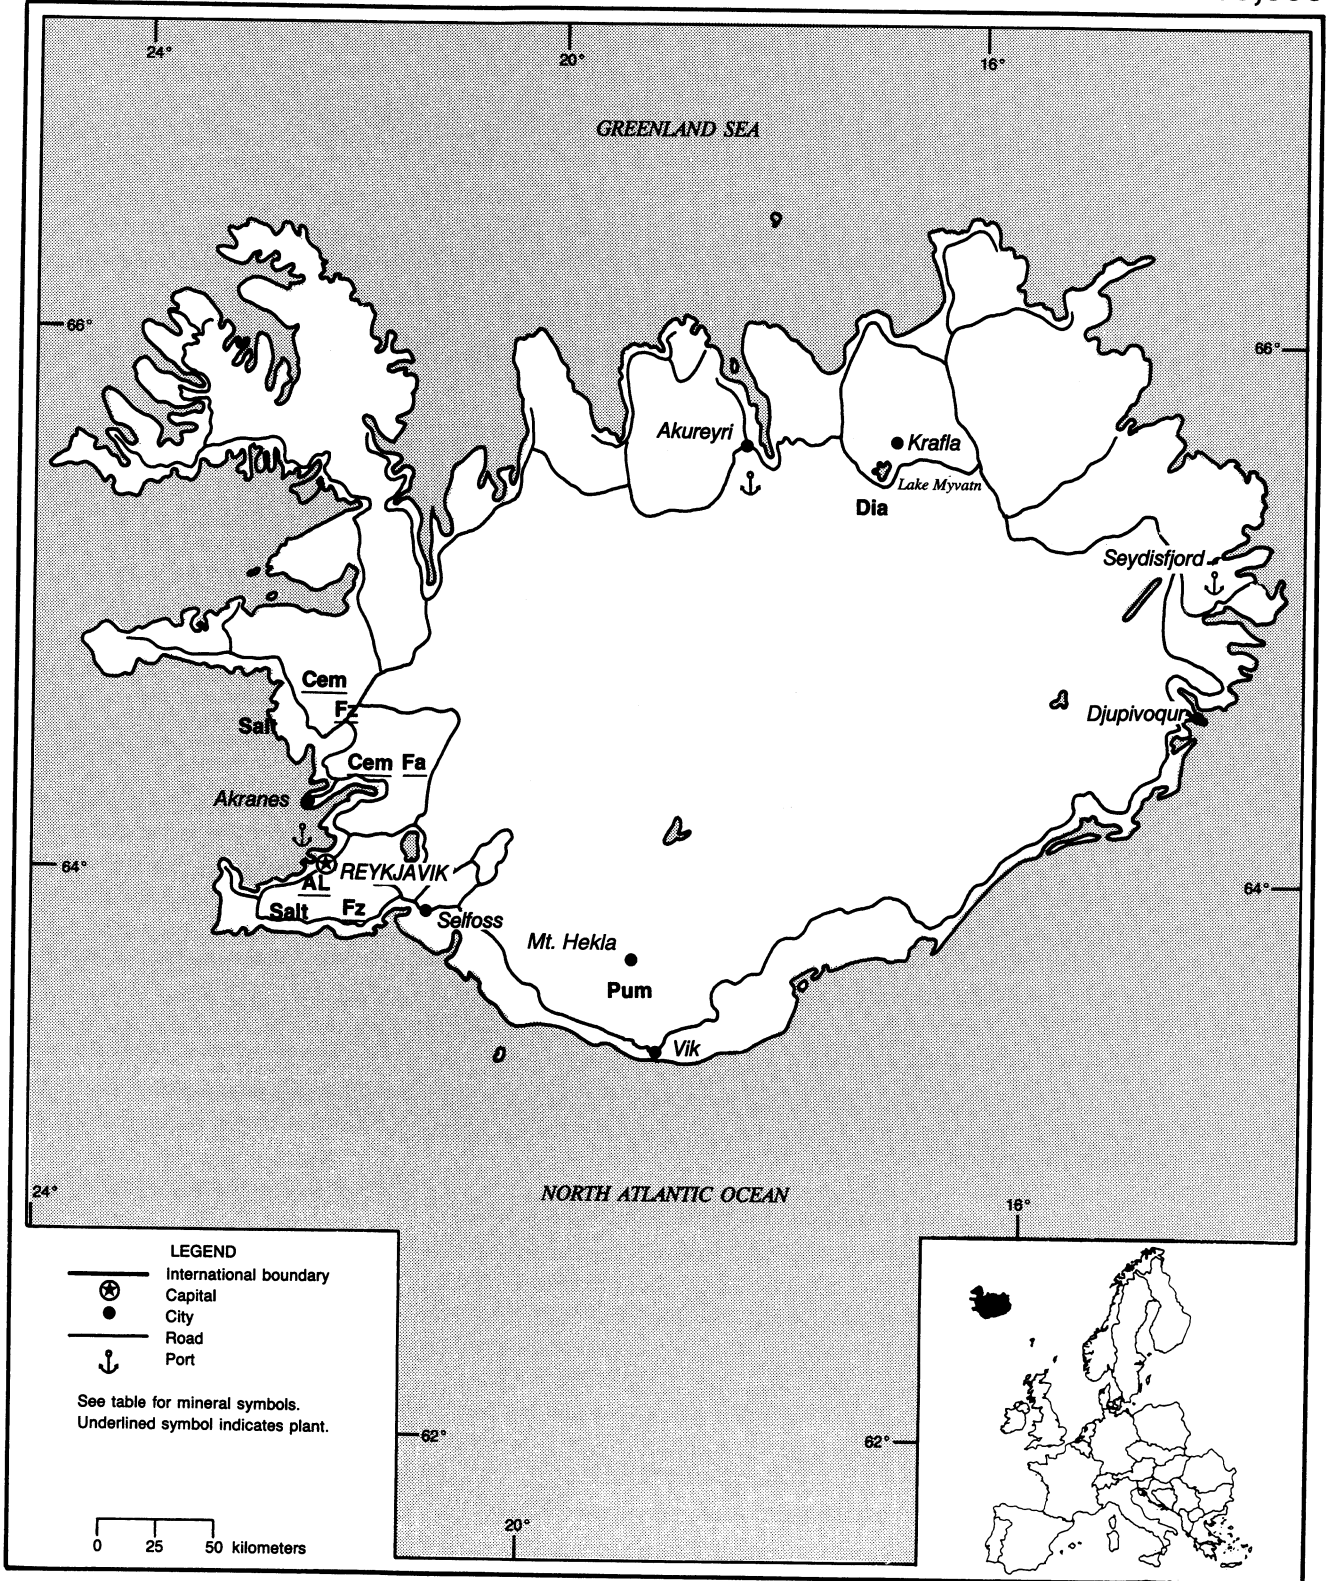 24°
20°
16°
GREENLAND SEA
66°
66°
Akureyri
Krafla
Lake Myvatn
Dia
Seydisfjord
Cem
Fz
Salt
Djupivoqur
Cem Fa
Akranes
64°
REYKJAVIK
AL
64°
Salt
Fz
Selfoss
Mt. Hekla
Pum
Vik
24°
NORTH ATLANTIC OCEAN
16°
LEGEND
International boundary
Capital
City
Road
Port
See table for mineral symbols.
Underlined symbol indicates plant.
62°
62°
20°
0 25 50 kilometers